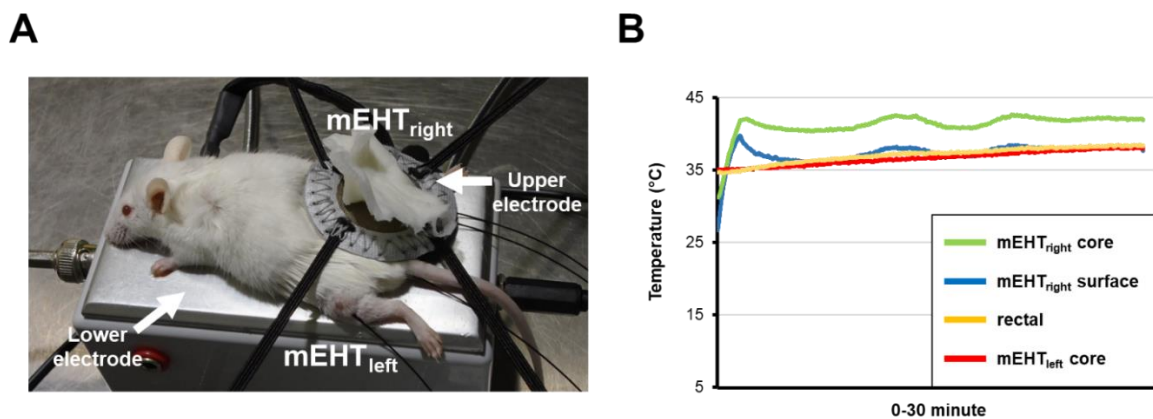 A
B
mEHTright
Upper
electrode
Lower
electrode
mEHTleft
Temperature (°C)
45
35
25
15
5
mEHTright core
mEHTright surface
rectal
mEHTleft core
0-30 minute